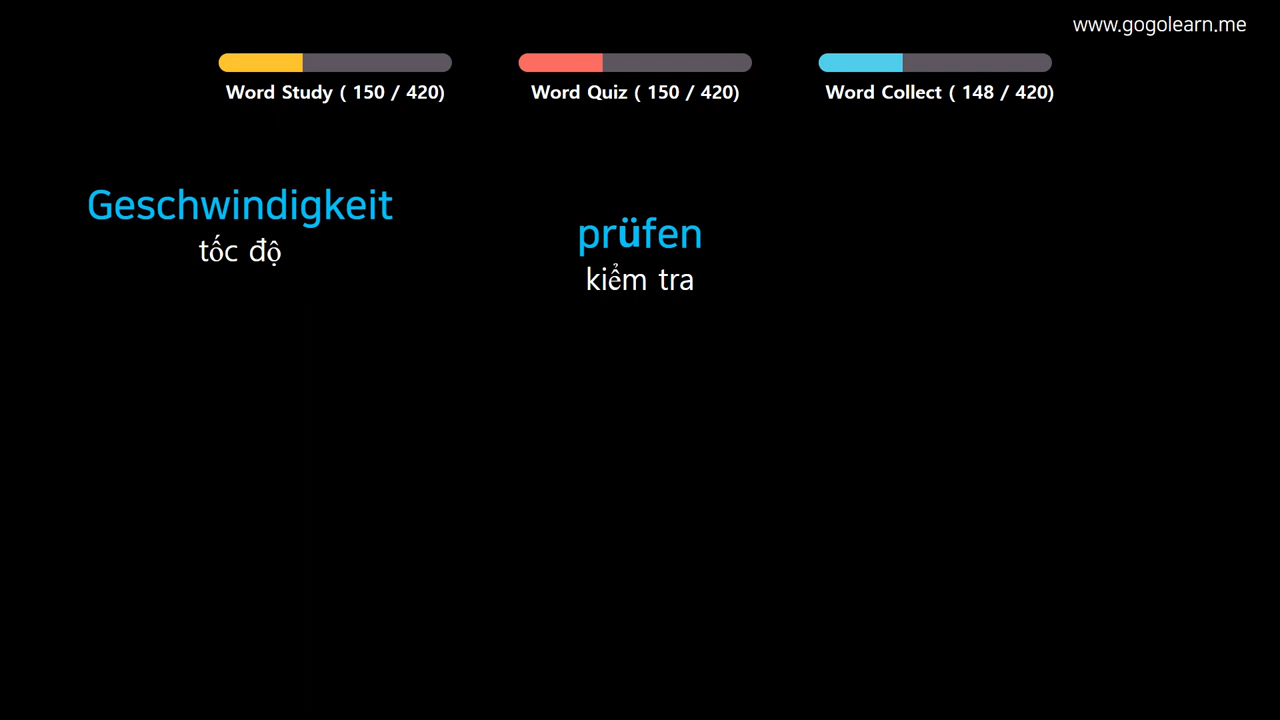 www.gogolearn.me
Word Study ( 150 / 420)
Word Quiz ( 150 / 420)
Word Collect ( 148 / 420)
Geschwindigkeit
tốc độ
prüfen
kiểm tra